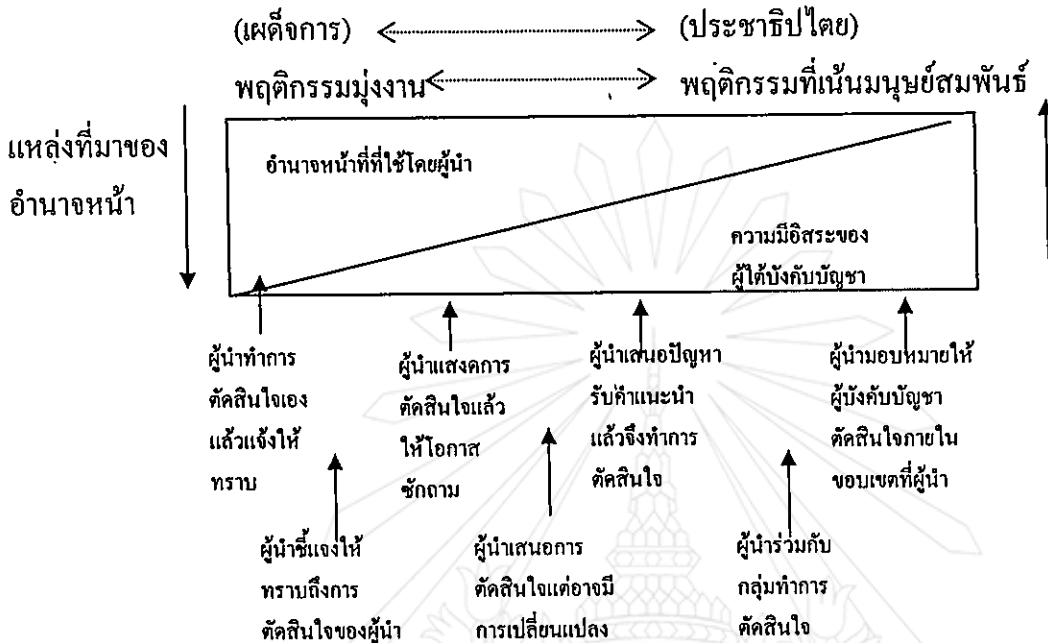 (เผด็จการ) (ประชาธิปไตย)
พฤติกรรมมุ่งงาน พฤติกรรมที่เน้นมนุษย์สมพันธ์
แหล่งที่มาของ
อำนาจหน้า
อำนาจหน้าที่ที่ใช้โดยผู้นำ
ความมีอิสระของ
ผู้ใต้บังคับบัญชา
ผู้นำทำการ
ตัดสินใจเอง
แล้วแจ้งให้
ทราบ
ผู้นำแสงดการ
ตัดสินใจแล้ว
ให้โอกาส
ซักถาม
ผู้นำเสนอปัญหา
รับคำแนะนำ
แล้วจึงทำการ
ตัดสินใจ
ผู้นำมอบหมายให้
ผู้บังคับบัญชา
ตัดสินใจภายใน
ขอบเขตที่ผู้นำ
ผู้นำชี้แจงให้
ทราบถึงการ
ตัดสินใจของผู้นำ
ผู้นำเสนอการ
ตัดสินใจแต่อาจมี
การเปลี่ยนแปลง
ผู้นำร่วมกับ
กลุ่มทำการ
ตัดสินใจ